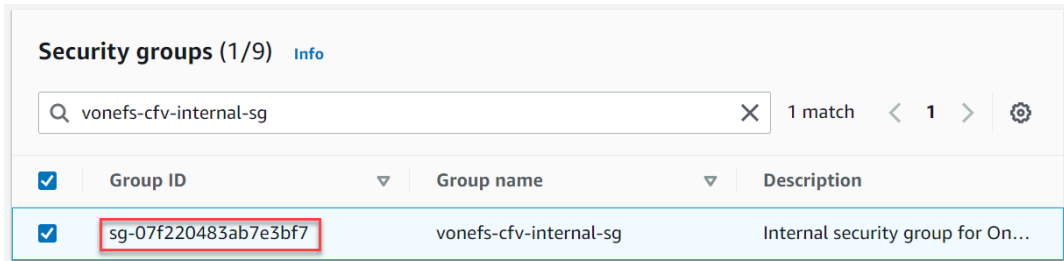 Security groups (1/9) Info
vonefs-cfv-internal-sg 1 match 1
Group ID Group name Description
sg-07f220483ab7e3bf7 vonefs-cfv-internal-sg Internal security group for On...